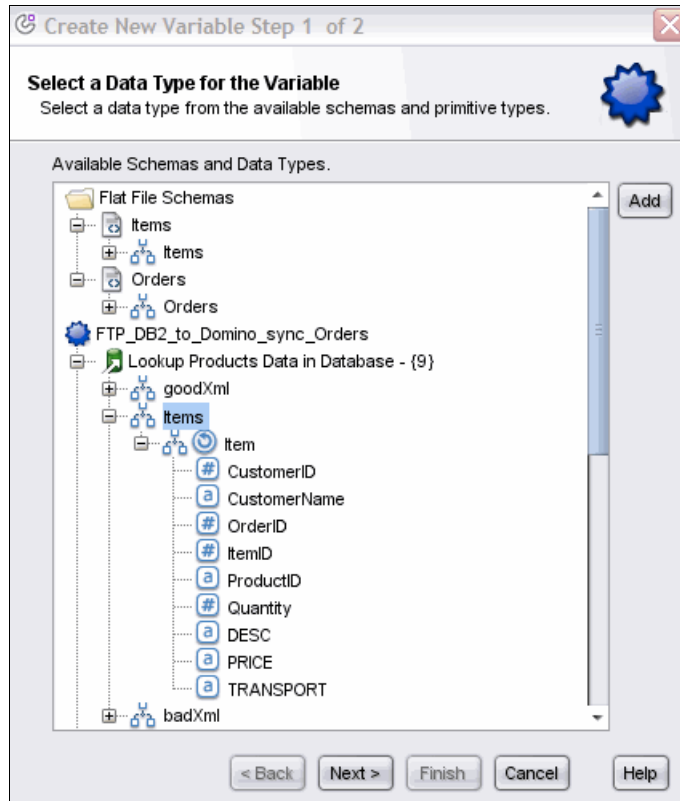 Create New Variable Step 1 of 2
Select a Data Type for the Variable
Select a data type from the available schemas and primitive types.
Available Schemas and Data Types.
Flat File Schemas
Add
Items
Items
Orders
Orders
FTP_DB2_to_Domino_sync_Orders
Lookup Products Data in Database - {9}
goodXml
Items
Item
# CustomerID
a CustomerName
# OrderID
# ItemID
a ProductID
# Quantity
a DESC
a PRICE
a TRANSPORT
badXml
< Back Next > Finish Cancel Help